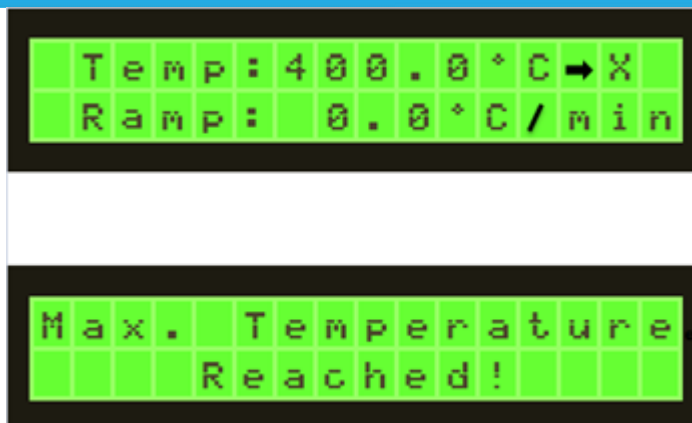 Temp:400.0°C➡X
Ramp: 0.0°C/min
Max. Temperature
Reached!